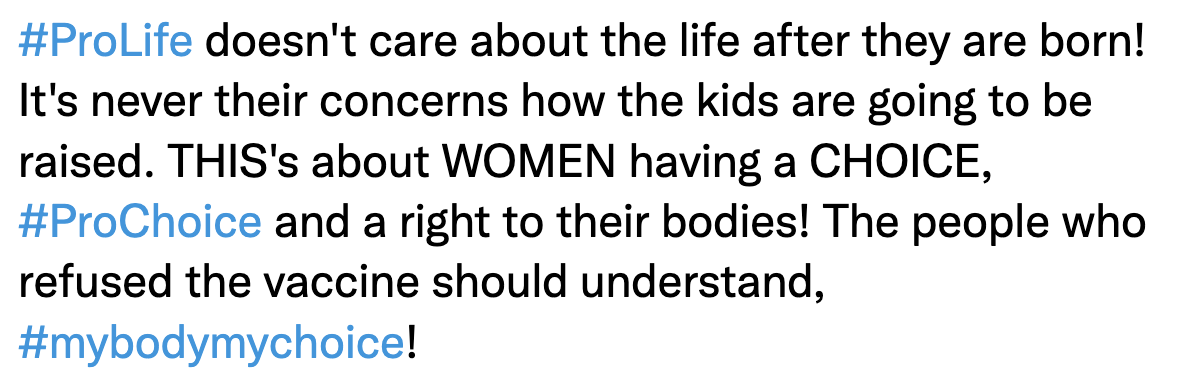 #ProLife doesn't care about the life after they are born!
It's never their concerns how the kids are going to be
raised. THIS's about WOMEN having a CHOICE,
#ProChoice and a right to their bodies! The people who
refused the vaccine should understand,
#mybodymychoice!